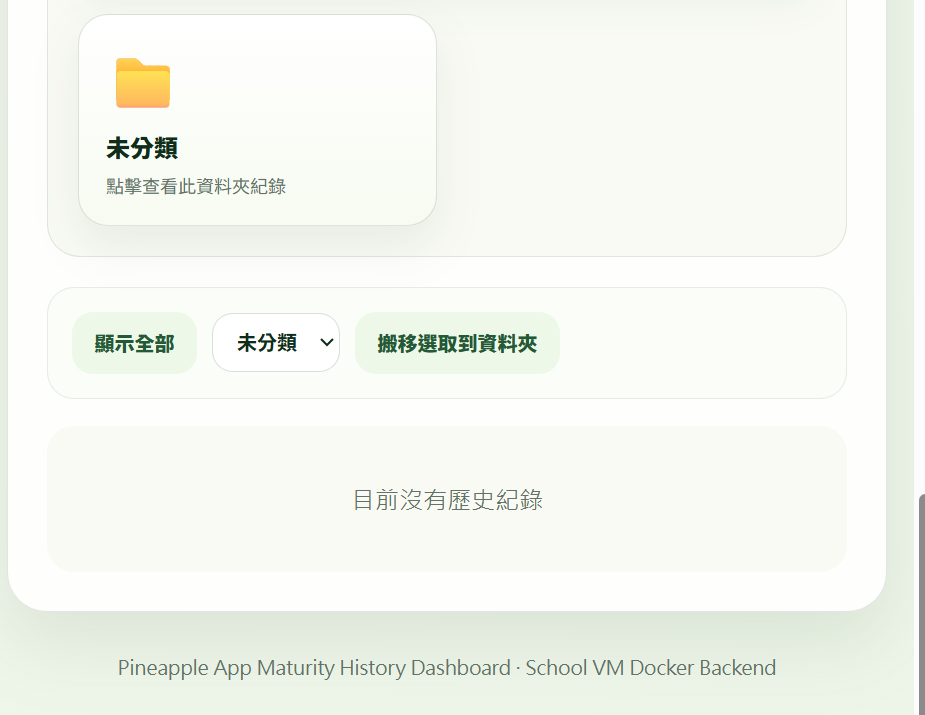 未分類
點擊查看此資料夾紀錄
顯示全部
未分類
搬移選取到資料夾
目前沒有歷史紀錄
Pineapple App Maturity History Dashboard · School VM Docker Backend